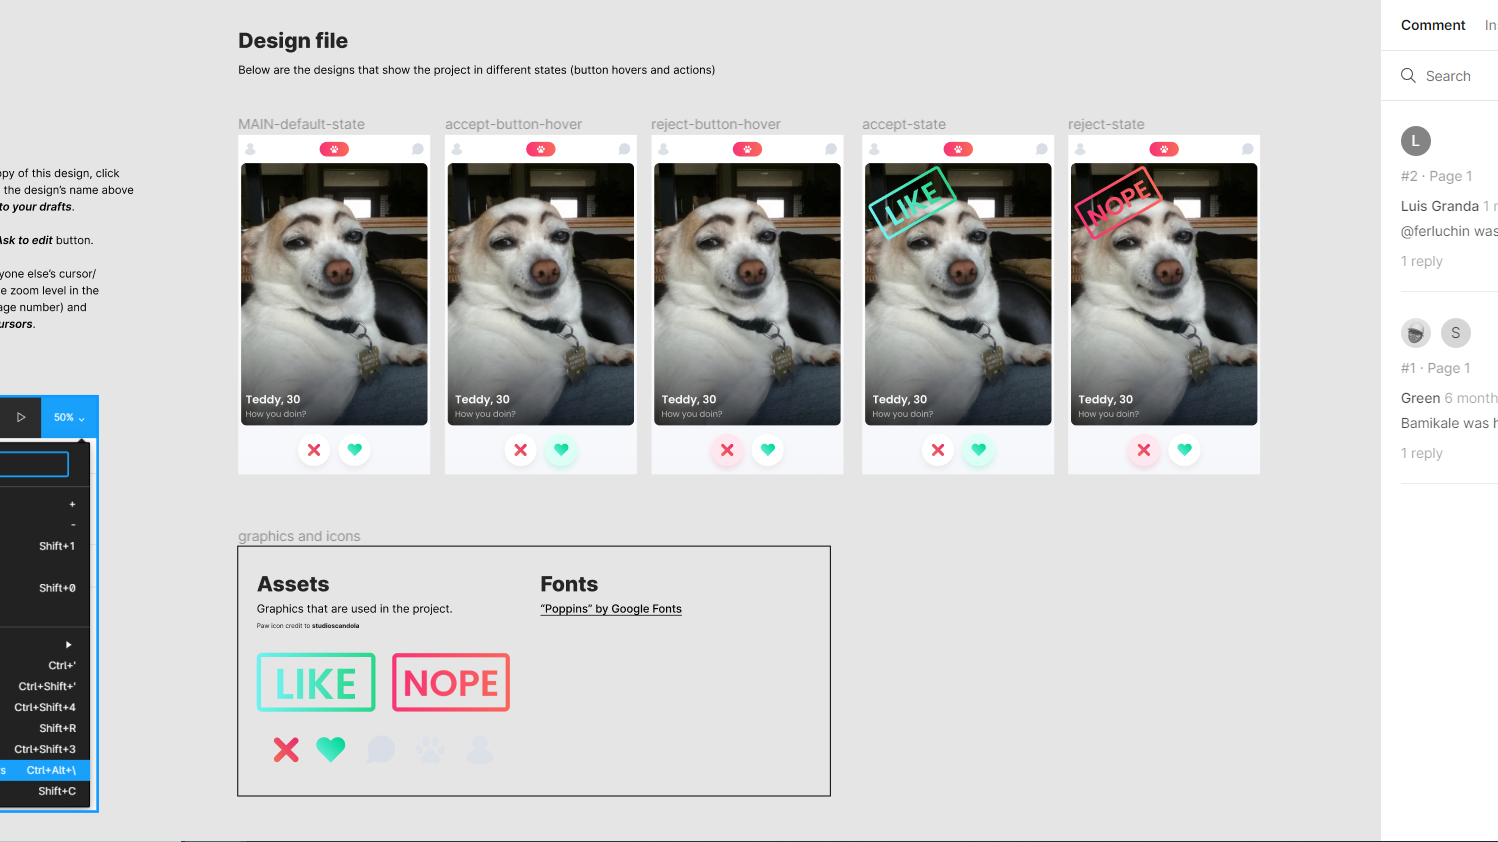 Design file
Below are the designs that show the project in different states (button hovers and actions)
opy of this design, click
the design's name above
to your drafts.
Ask to edit button.
yone else's cursor/
e zoom level in the
age number) and
ursors.
50%
+
-
Shift+1
Shift+0
Ctrl+'
Ctrl+Shift+'
Ctrl+Shift+4
Shift+R
Ctrl+Shift+3
s Ctrl+Alt+\
Shift+C
MAIN-default-state
accept-button-hover
reject-button-hover
accept-state
reject-state
LIKE
NOPE
Teddy, 30
How you doin?
Teddy, 30
How you doin?
Teddy, 30
How you doin?
Teddy, 30
How you doin?
Teddy, 30
How you doin?
graphics and icons
Assets
Graphics that are used in the project.
Paw icon credit to studioscandola
LIKE
NOPE
Fonts
“Poppins” by Google Fonts
Comment In
Search
L
#2 · Page 1
Luis Granda 1
@ferluchin was
1 reply
S
#1 · Page 1
Green 6 month
Bamikale was h
1 reply